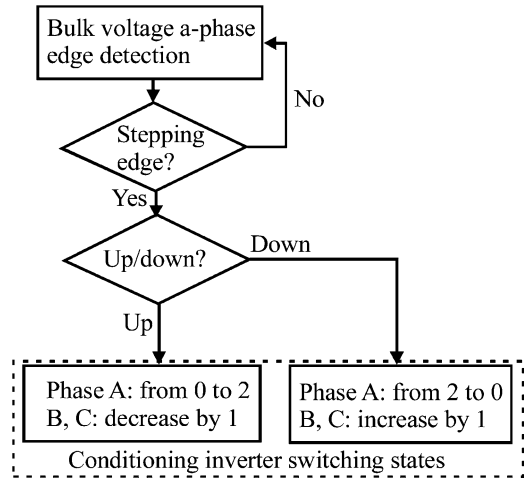 Bulk voltage a-phase
edge detection
No
Stepping
edge?
Yes
Up/down?
Down
Up
Phase A: from 0 to 2
B, C: decrease by 1
Phase A: from 2 to 0
B, C: increase by 1
Conditioning inverter switching states